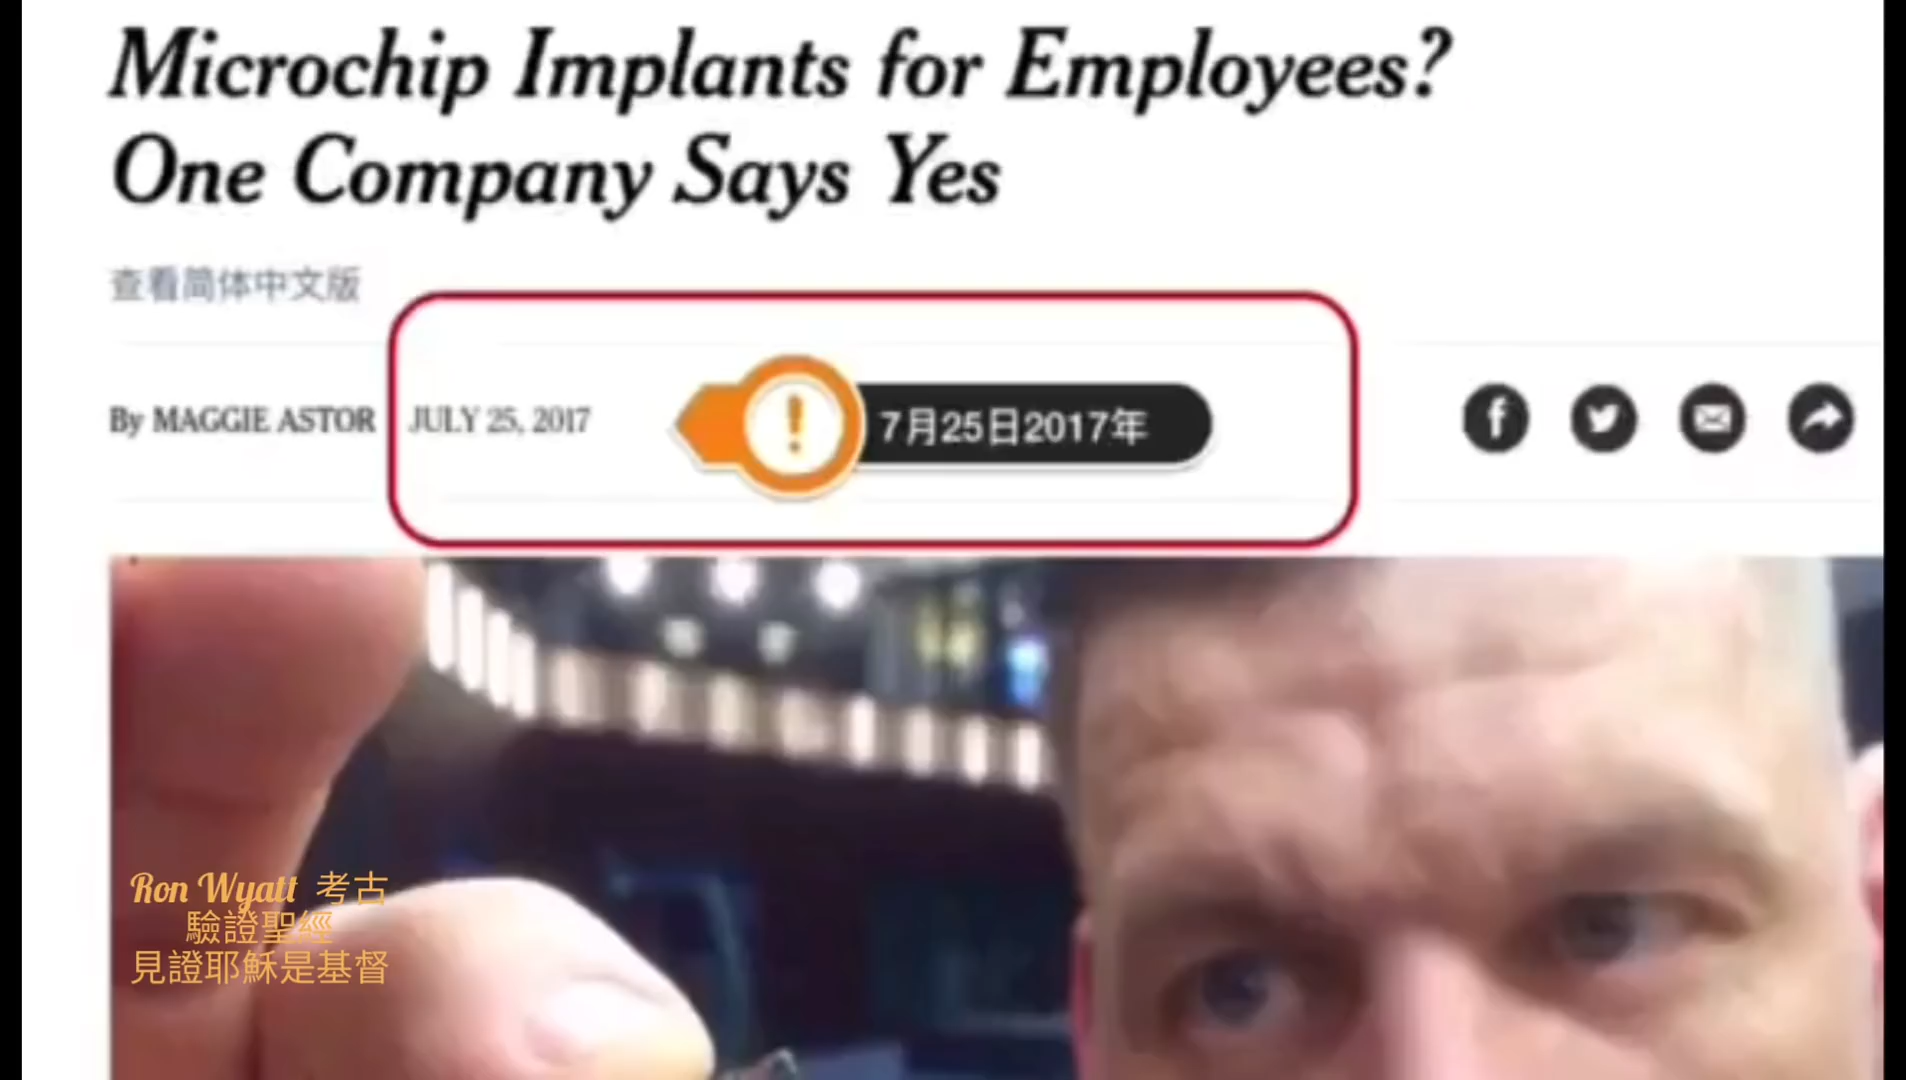 Microchip Implants for Employees?
One Company Says Yes
查看简体中文版
By MAGGIE ASTOR JULY 25, 2017
7月25日2017年
Ron Wyatt 考古
驗證聖經
見證耶穌是基督